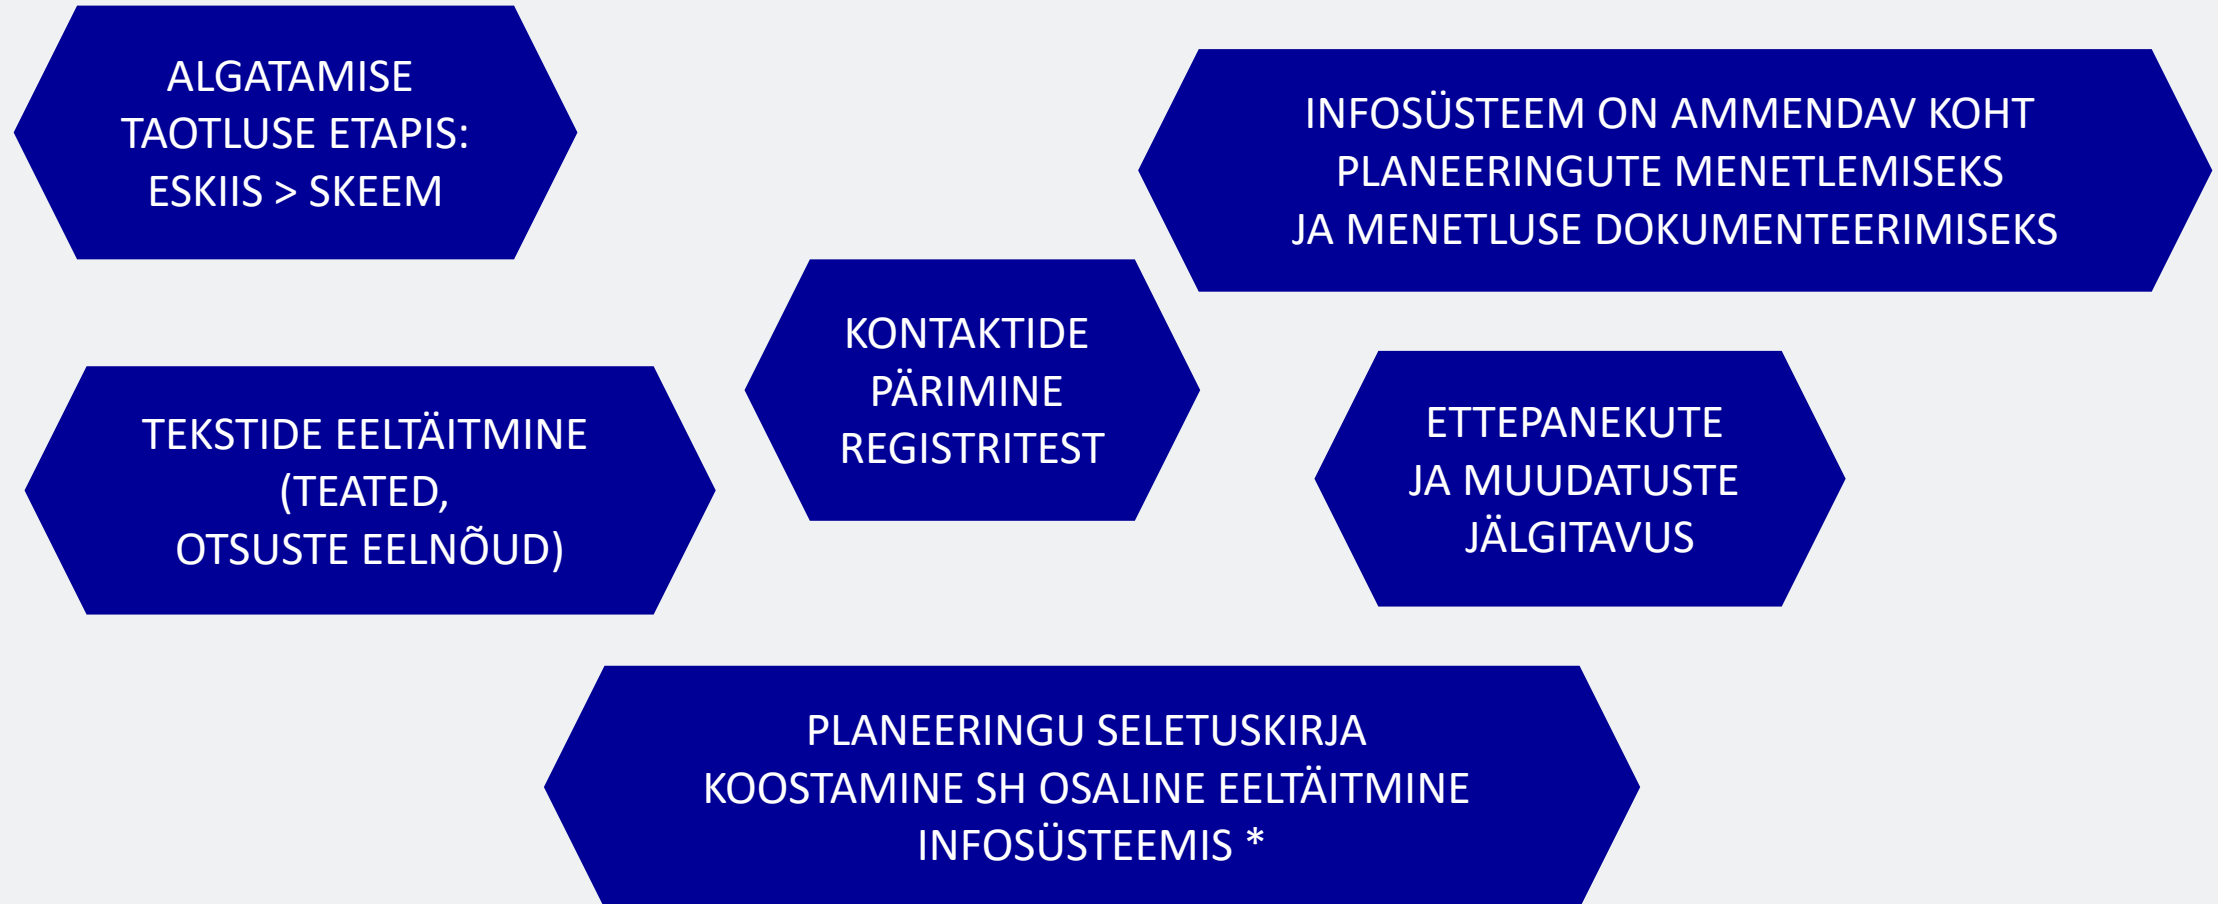 ALGATAMISE
TAOTLUSE ETAPIS:
ESKIIS > SKEEM
INFOSÜSTEEM ON AMMENDAV KOHT
PLANEERINGUTE MENETLEMISEKS
JA MENETLUSE DOKUMENTEERIMISEKS
KONTAKTIDE
PÄRIMINE
REGISTRITEST
TEKSTIDE EELTÄITMINE
(TEATED,
OTSUSTE EELNÕUD)
ETTEPANEKUTE
JA MUUDATUSTE
JÄLGITAVUS
PLANEERINGU SELETUSKIRJA
KOOSTAMINE SH OSALINE EELTÄITMINE
INFOSÜSTEEMIS *